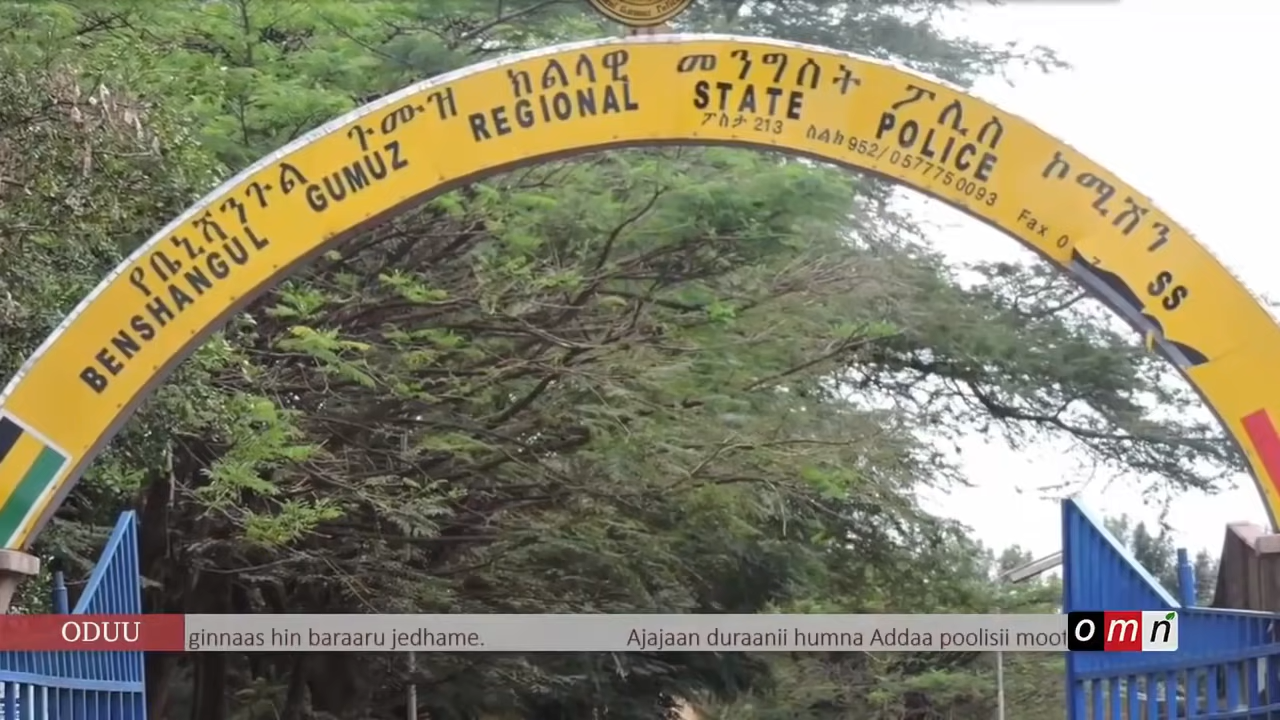 የቤኒሻንጉል ጉሙዝ ክልላዊ መንግስት ፖሊስ ኮሚሽን
BENSHANGUL GUMUZ REGIONAL STATE POLICE SS
ፖስታ 213 ስልክ 952/0577750093 Fax 0
ODUU
ginnaas hin baraaru jedhame. Ajajaan duraanii humna Addaa poolisii moot
omn